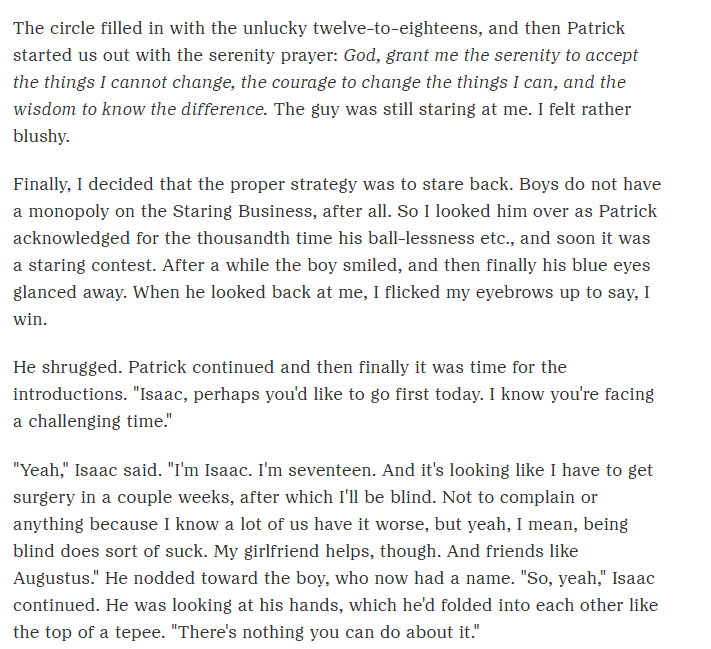 The circle filled in with the unlucky twelve-to-eighteens, and then Patrick
started us out with the serenity prayer: God, grant me the serenity to accept
the things I cannot change, the courage to change the things I can, and the
wisdom to know the difference. The guy was still staring at me. I felt rather
blushy.
Finally, I decided that the proper strategy was to stare back. Boys do not have
a monopoly on the Staring Business, after all. So I looked him over as Patrick
acknowledged for the thousandth time his ball-lessness etc., and soon it was
a staring contest. After a while the boy smiled, and then finally his blue eyes
glanced away. When he looked back at me, I flicked my eyebrows up to say, I
win.
He shrugged. Patrick continued and then finally it was time for the
introductions. "Isaac, perhaps you'd like to go first today. I know you're facing
a challenging time."
"Yeah," Isaac said. "I'm Isaac. I'm seventeen. And it's looking like I have to get
surgery in a couple weeks, after which I'll be blind. Not to complain or
anything because I know a lot of us have it worse, but yeah, I mean, being
blind does sort of suck. My girlfriend helps, though. And friends like
Augustus." He nodded toward the boy, who now had a name. "So, yeah," Isaac
continued. He was looking at his hands, which he'd folded into each other like
the top of a tepee. "There's nothing you can do about it."